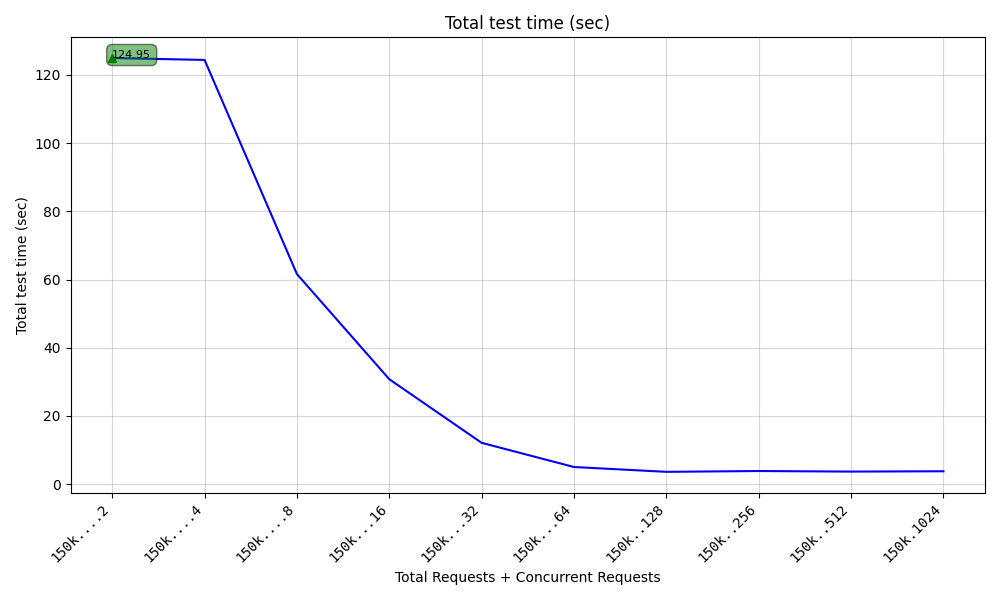 Total test time (sec)
124.95
120
100
80
60
40
20
0
Total test time (sec)
150k....2
150k....4
150k....8
150k...16
150k...32
150k...64
150k..128
150k..256
150k..512
150k.1024
Total Requests + Concurrent Requests